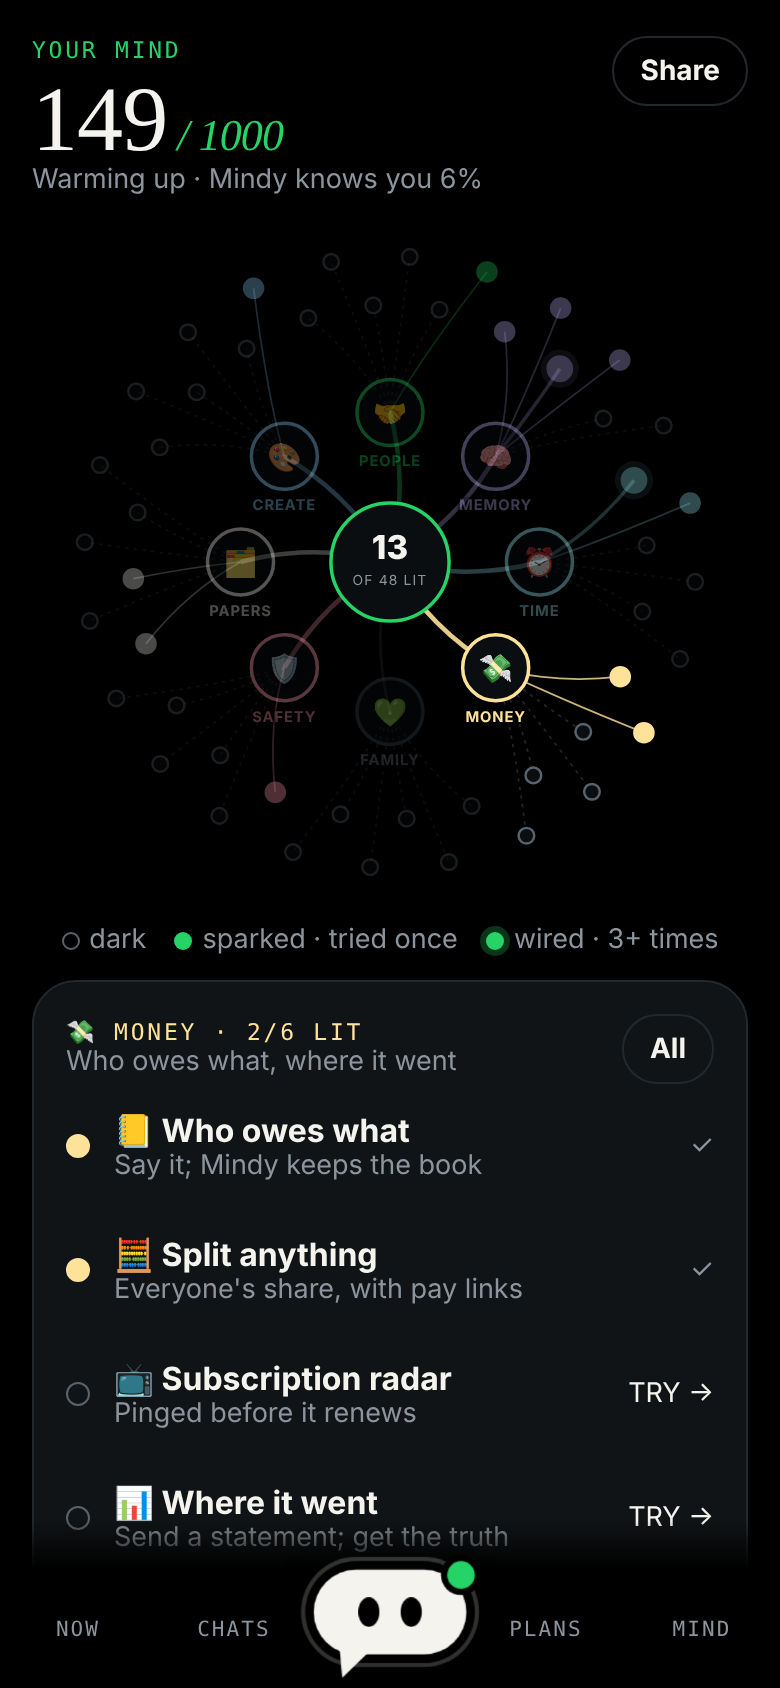 YOUR MIND
Share
149 / 1000
Warming up · Mindy knows you 6%
PEOPLE
CREATE
MEMORY
13
OF 48 LIT
PAPERS
TIME
SAFETY
MONEY
FAMILY
dark
sparked · tried once
wired · 3+ times
MONEY · 2/6 LIT
Who owes what, where it went
All
Who owes what
Say it; Mindy keeps the book
Split anything
Everyone's share, with pay links
Subscription radar
Pinged before it renews
TRY →
Where it went
Send a statement; get the truth
TRY →
NOW
CHATS
PLANS
MIND